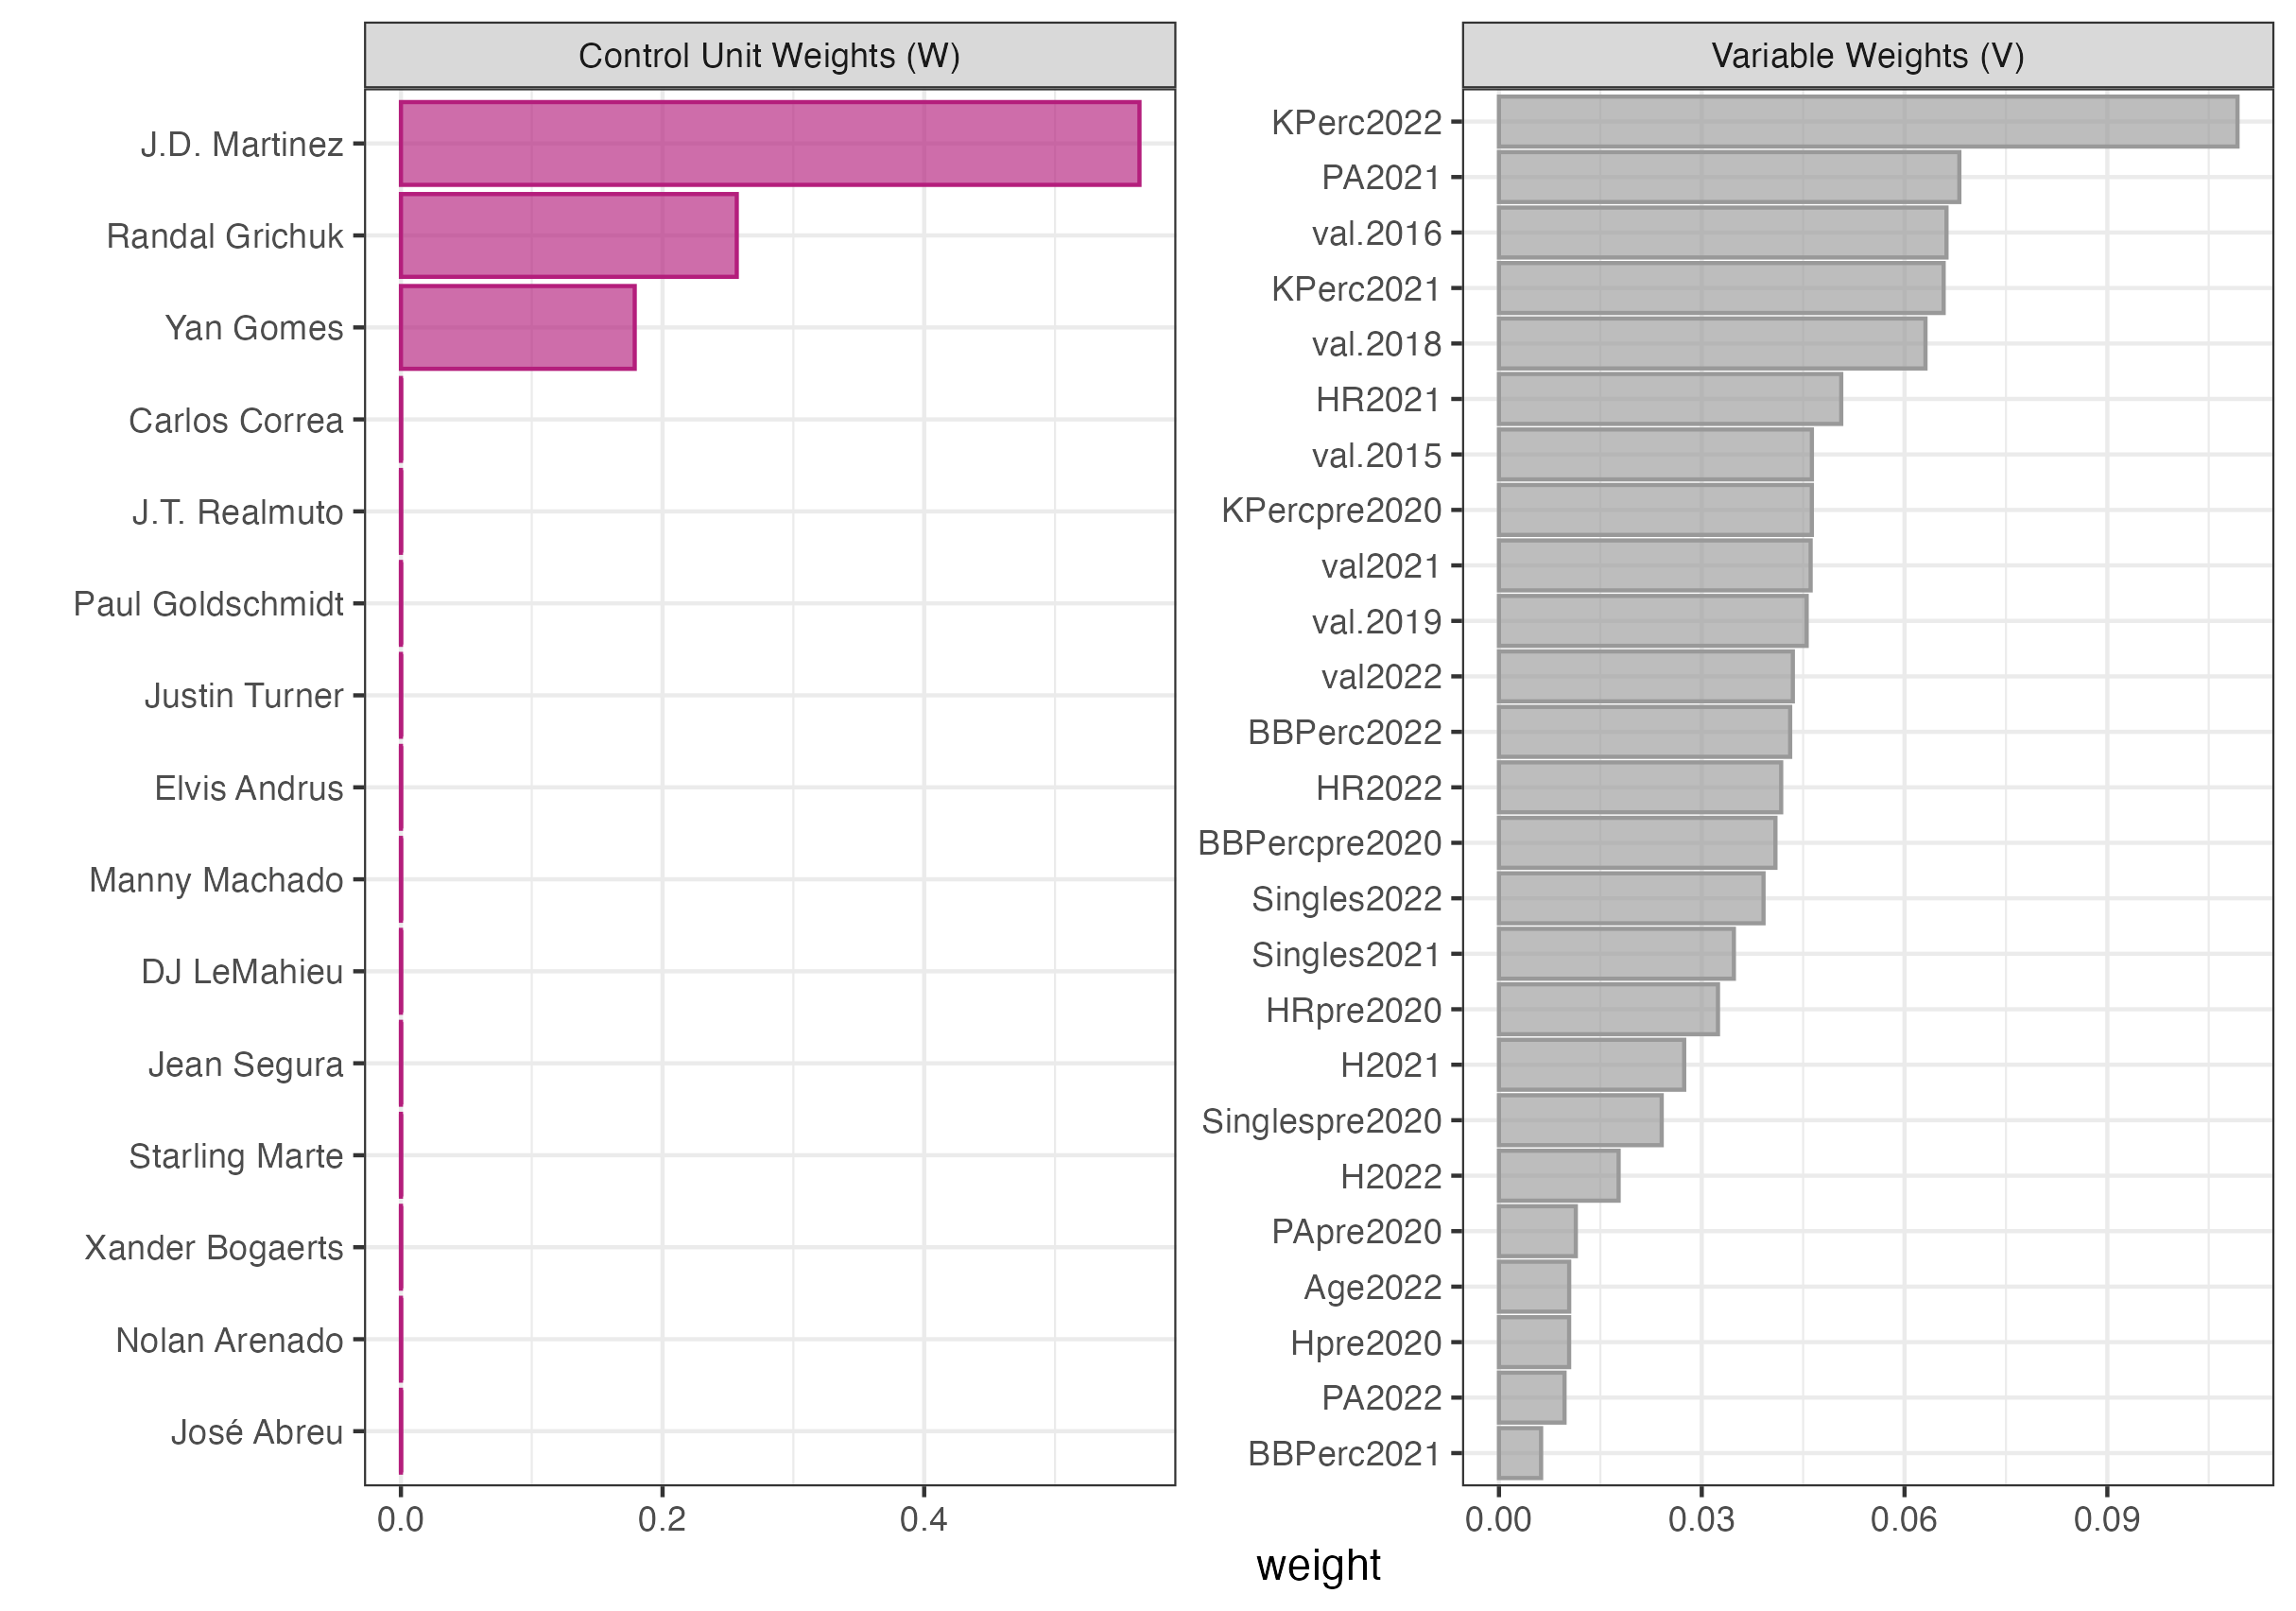 Control Unit Weights (W)
J.D. Martinez
Randal Grichuk
Yan Gomes
Carlos Correa
J.T. Realmuto
Paul Goldschmidt
Justin Turner
Elvis Andrus
Manny Machado
DJ LeMahieu
Jean Segura
Starling Marte
Xander Bogaerts
Nolan Arenado
José Abreu
0.0 0.2 0.4
Variable Weights (V)
KPerc2022
PA2021
val.2016
KPerc2021
val.2018
HR2021
val.2015
KPercpre2020
val2021
val.2019
val2022
BBPerc2022
HR2022
BBPercpre2020
Singles2022
Singles2021
HRpre2020
H2021
Singlespre2020
H2022
PApre2020
Age2022
Hpre2020
PA2022
BBPerc2021
0.00 0.03 0.06 0.09
weight